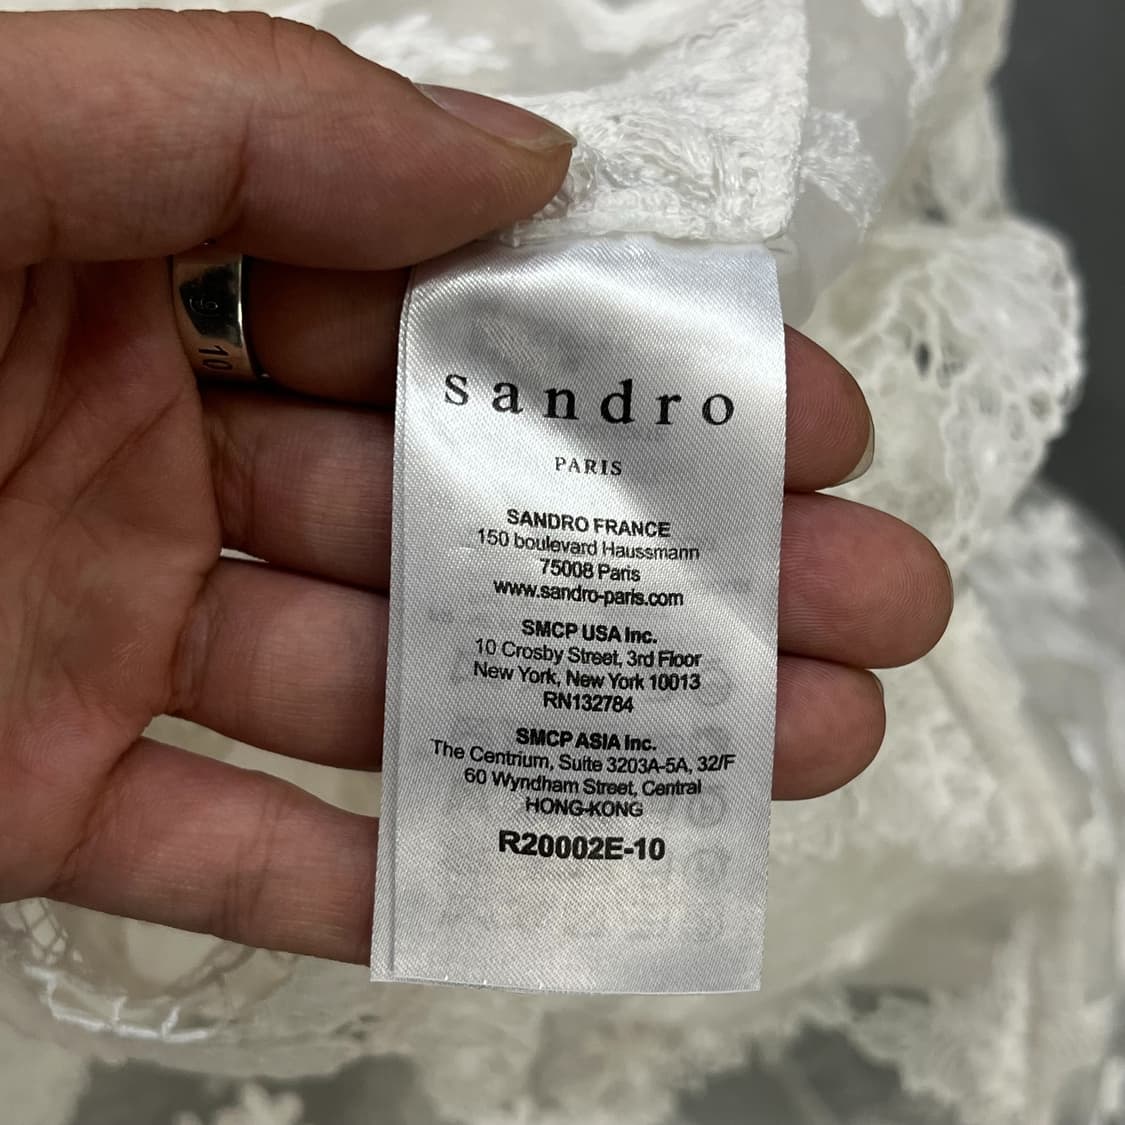 sandro
PARIS
SANDRO FRANCE
150 boulevard Haussmann
75008 Paris
www.sandro-paris.com
SMCP USA Inc.
10 Crosby Street, 3rd Floor
New York, New York 10013
RN132784
SMCP ASIA Inc.
The Centrium, Suite 3203A-5A, 32/F
60 Wyndham Street, Central
HONG-KONG
R20002E-10
9
10